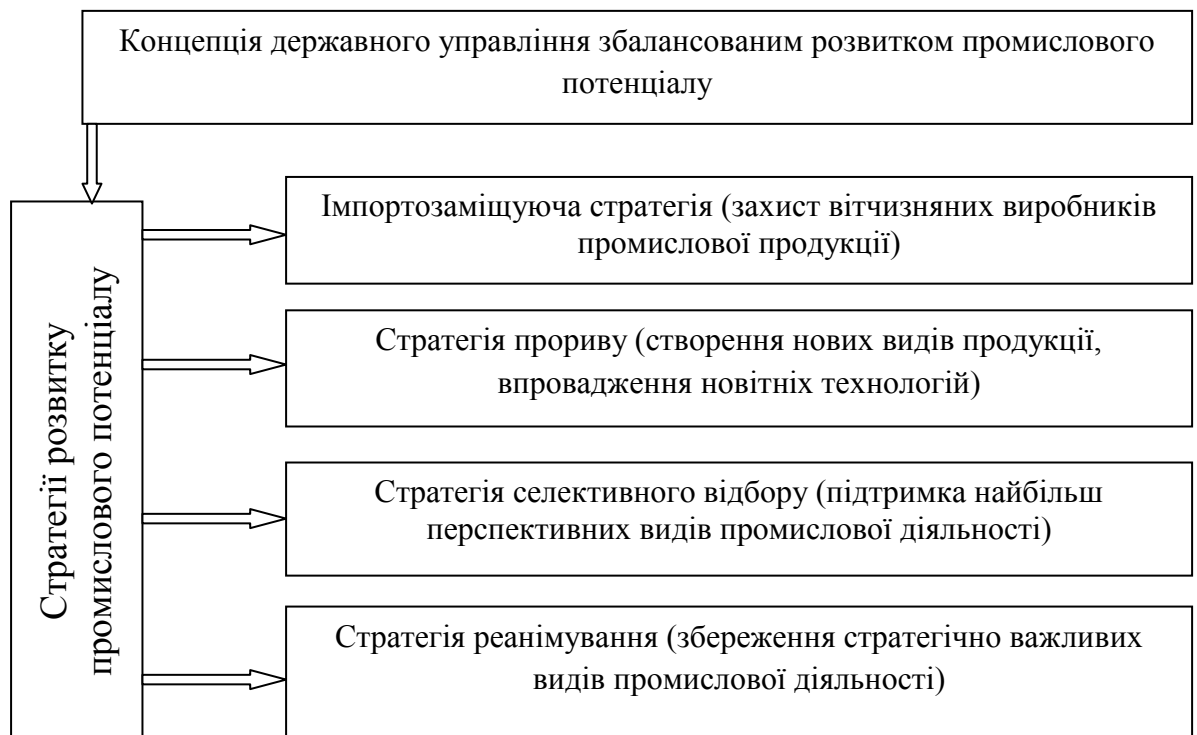 Концепція державного управління збалансованим розвитком промислового
потенціалу
Стратегії розвитку
промислового потенціалу
Імпортозаміщуюча стратегія (захист вітчизняних виробників
промислової продукції)
Стратегія прориву (створення нових видів продукції,
впровадження новітніх технологій)
Стратегія селективного відбору (підтримка найбільш
перспективних видів промислової діяльності)
Стратегія реанімування (збереження стратегічно важливих
видів промислової діяльності)